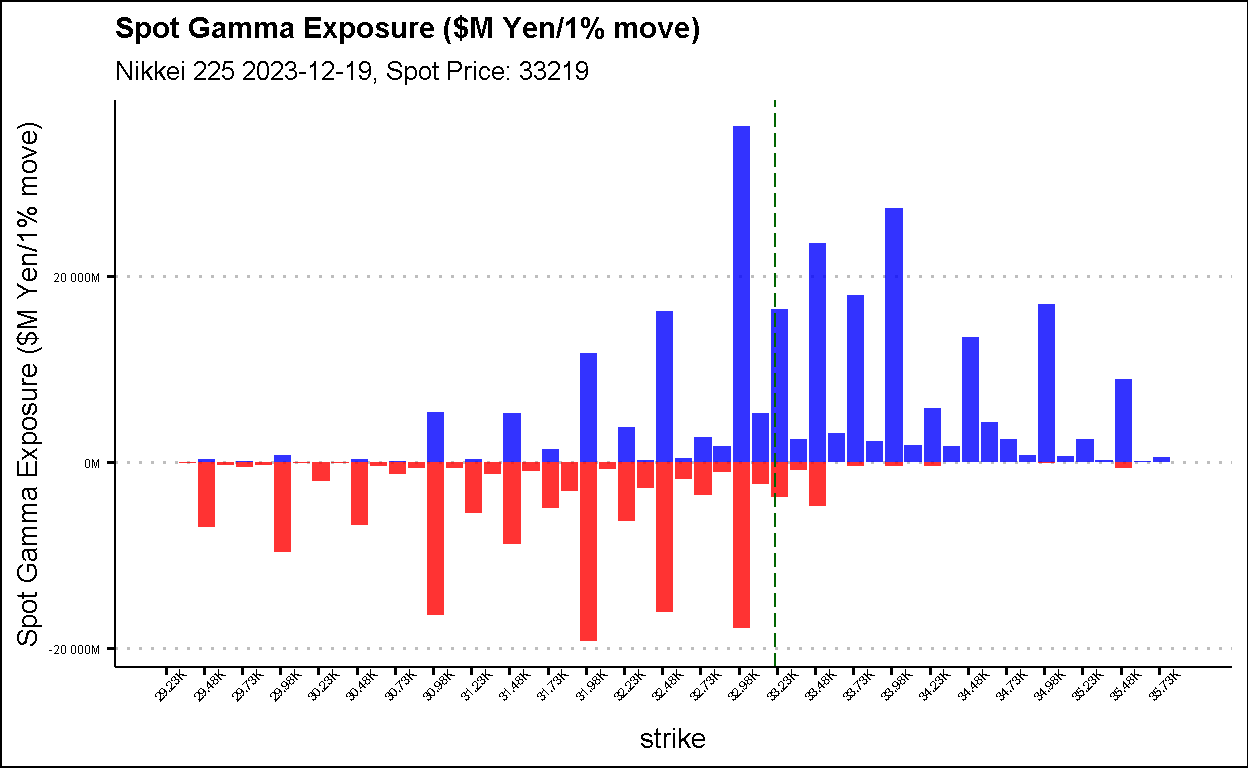 Spot Gamma Exposure ($M Yen/1% move)
Nikkei 225 2023-12-19, Spot Price: 33219
Spot Gamma Exposure ($M Yen/1% move)
20 000M
0M
-20 000M
29.23K 29.48K 29.73K 29.98K 30.23K 30.48K 30.73K 30.98K 31.23K 31.48K 31.73K 31.98K 32.23K 32.48K 32.73K 32.98K 33.23K 33.48K 33.73K 33.98K 34.23K 34.48K 34.73K 34.98K 35.23K 35.48K 35.73K
strike